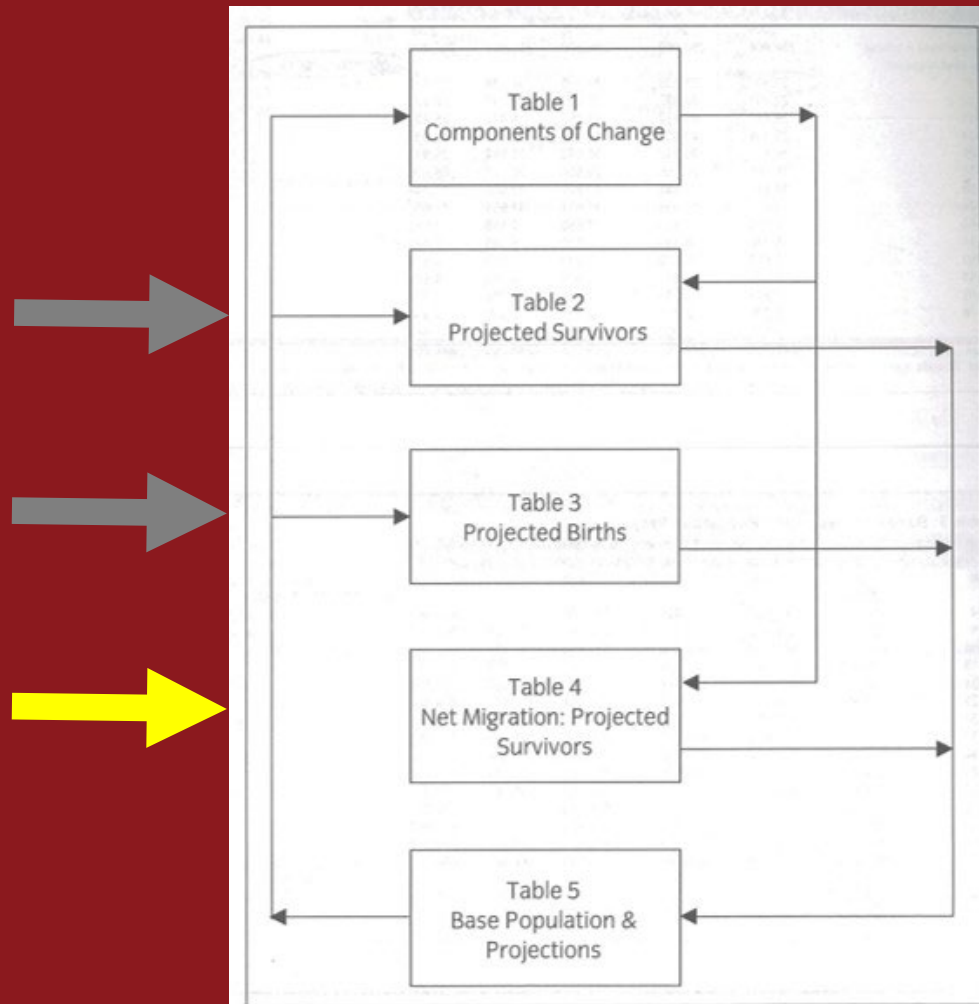 Table 1
Components of Change
Table 2
Projected Survivors
Table 3
Projected Births
Table 4
Net Migration: Projected
Survivors
Table 5
Base Population &
Projections